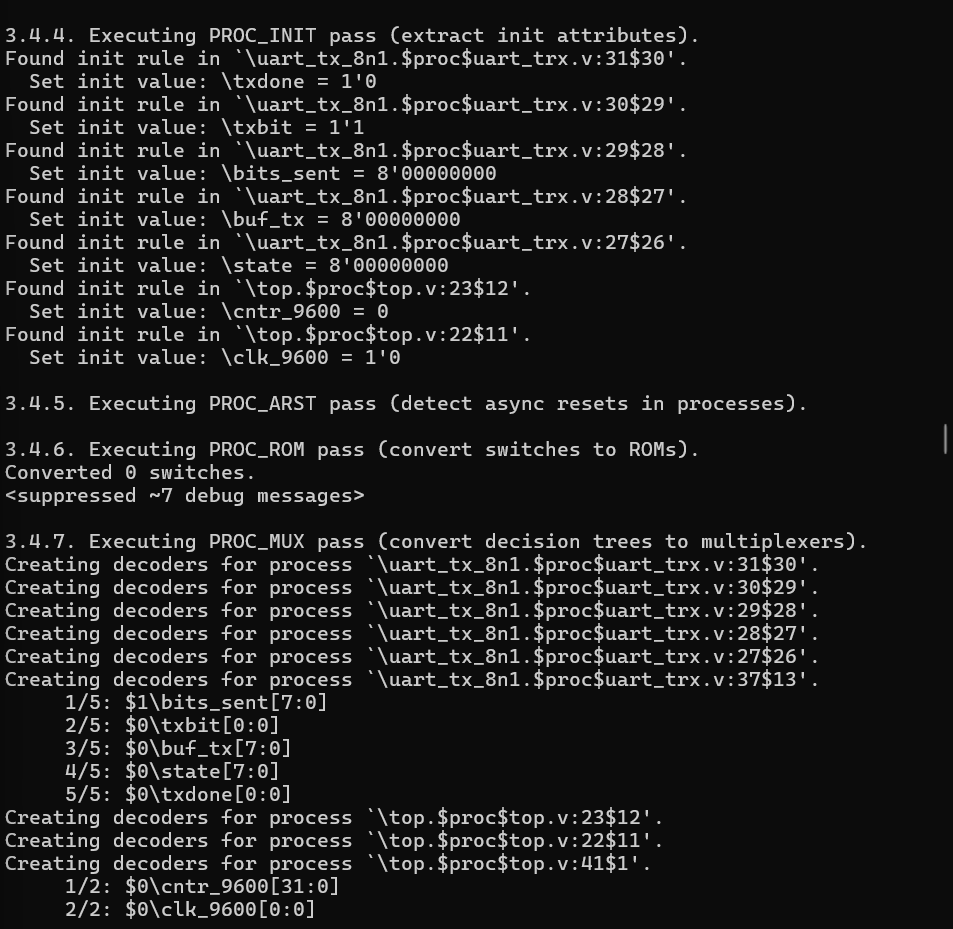 3.4.4. Executing PROC_INIT pass (extract init attributes).
Found init rule in `\uart_tx_8n1.$proc$uart_trx.v:31$30'.
  Set init value: \txdone = 1'0
Found init rule in `\uart_tx_8n1.$proc$uart_trx.v:30$29'.
  Set init value: \txbit = 1'1
Found init rule in `\uart_tx_8n1.$proc$uart_trx.v:29$28'.
  Set init value: \bits_sent = 8'00000000
Found init rule in `\uart_tx_8n1.$proc$uart_trx.v:28$27'.
  Set init value: \buf_tx = 8'00000000
Found init rule in `\uart_tx_8n1.$proc$uart_trx.v:27$26'.
  Set init value: \state = 8'00000000
Found init rule in `\top.$proc$top.v:23$12'.
  Set init value: \cntr_9600 = 0
Found init rule in `\top.$proc$top.v:22$11'.
  Set init value: \clk_9600 = 1'0

3.4.5. Executing PROC_ARST pass (detect async resets in processes).

3.4.6. Executing PROC_ROM pass (convert switches to ROMs).
Converted 0 switches.
<suppressed ~7 debug messages>

3.4.7. Executing PROC_MUX pass (convert decision trees to multiplexers).
Creating decoders for process `\uart_tx_8n1.$proc$uart_trx.v:31$30'.
Creating decoders for process `\uart_tx_8n1.$proc$uart_trx.v:30$29'.
Creating decoders for process `\uart_tx_8n1.$proc$uart_trx.v:29$28'.
Creating decoders for process `\uart_tx_8n1.$proc$uart_trx.v:28$27'.
Creating decoders for process `\uart_tx_8n1.$proc$uart_trx.v:27$26'.
Creating decoders for process `\uart_tx_8n1.$proc$uart_trx.v:37$13'.
     1/5: $1\bits_sent[7:0]
     2/5: $0\txbit[0:0]
     3/5: $0\buf_tx[7:0]
     4/5: $0\state[7:0]
     5/5: $0\txdone[0:0]
Creating decoders for process `\top.$proc$top.v:23$12'.
Creating decoders for process `\top.$proc$top.v:22$11'.
Creating decoders for process `\top.$proc$top.v:41$1'.
     1/2: $0\cntr_9600[31:0]
     2/2: $0\clk_9600[0:0]